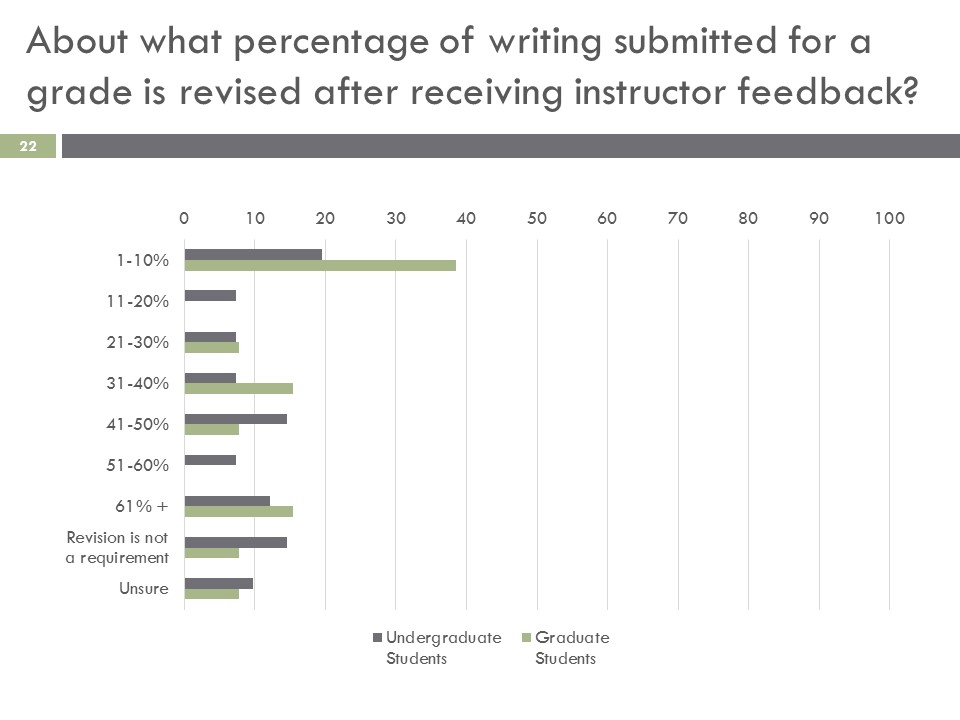 About what percentage of writing submitted for a
grade is revised after receiving instructor feedback?
22
0 10 20 30 40 50 60 70 80 90 100
1-10%
11-20%
21-30%
31-40%
41-50%
51-60%
61% +
Revision is not
a requirement
Unsure
Undergraduate
Students
Graduate
Students